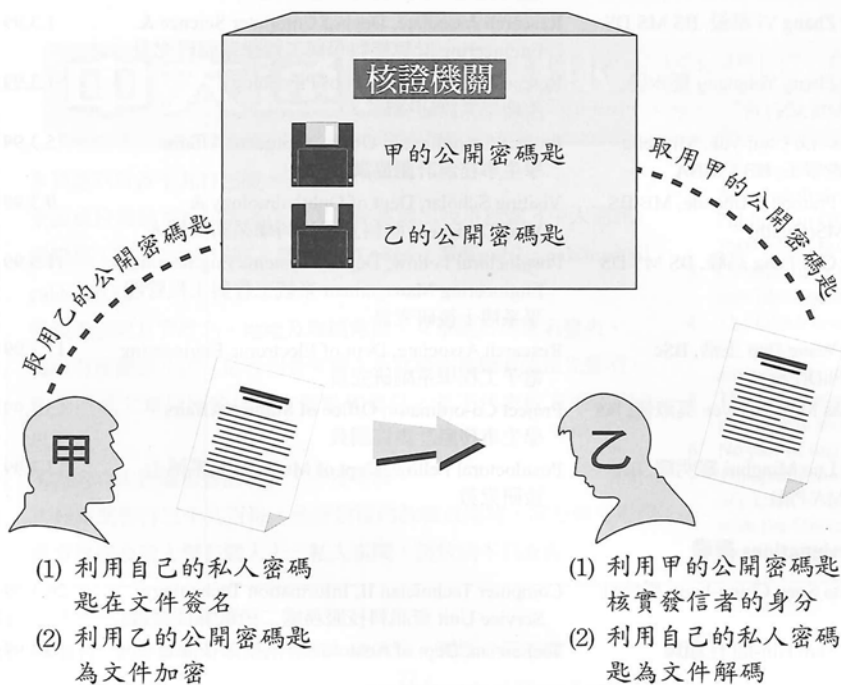 核證機關
甲的公開密碼匙
乙的公開密碼匙
取用乙的公開密碼匙
取用甲的公開密碼匙
甲
乙
(1) 利用自己的私人密碼
匙在文件簽名
(2) 利用乙的公開密碼匙
為文件加密
(1) 利用甲的公開密碼匙
核實發信者的身分
(2) 利用自己的私人密碼
匙為文件解碼